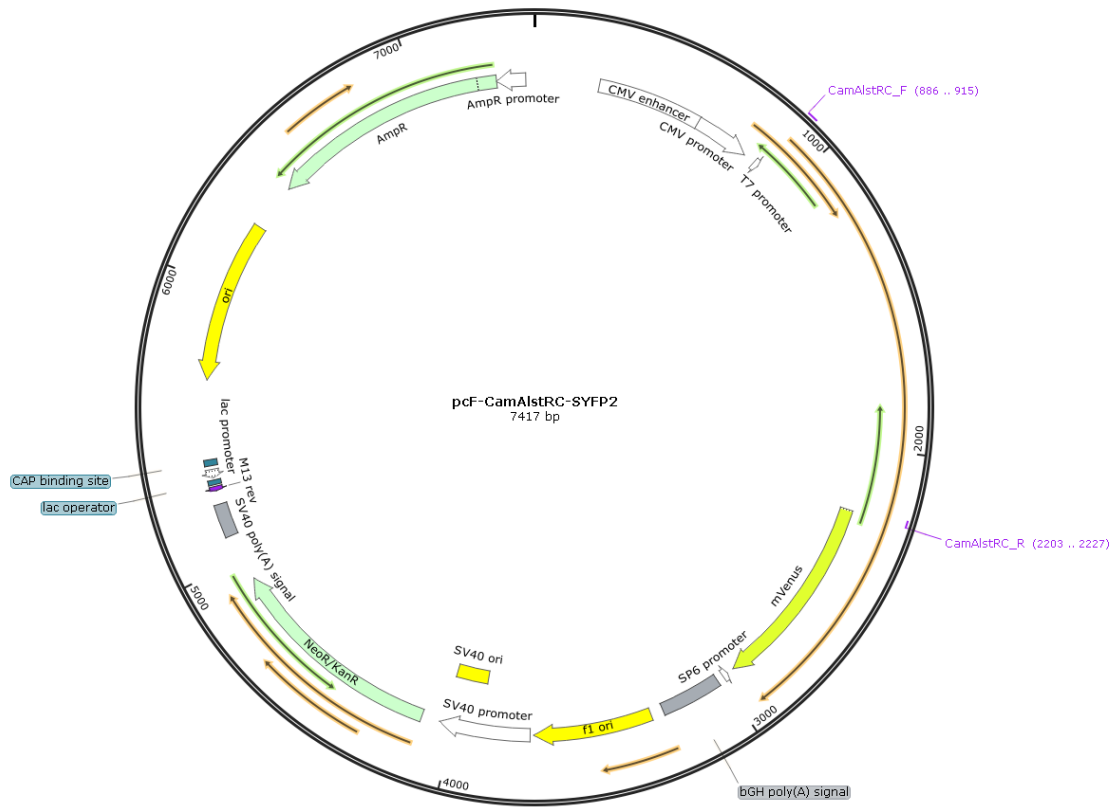 7000
AmpR promoter
AmpR
CMV enhancer
CMV promoter
T7 promoter
CamAlstRC_F (886 .. 915)
1000
6000
ori
pcF-CamAlstRC-SYFP2
7417 bp
2000
lac promoter
CAP binding site
M13 rev
lac operator
SV40 poly(A) signal
CamAlstRC_R (2203 .. 2227)
mVenus
5000
NeoR/KanR
SV40 ori
SP6 promoter
SV40 promoter
f1 ori
3000
4000
bGH poly(A) signal